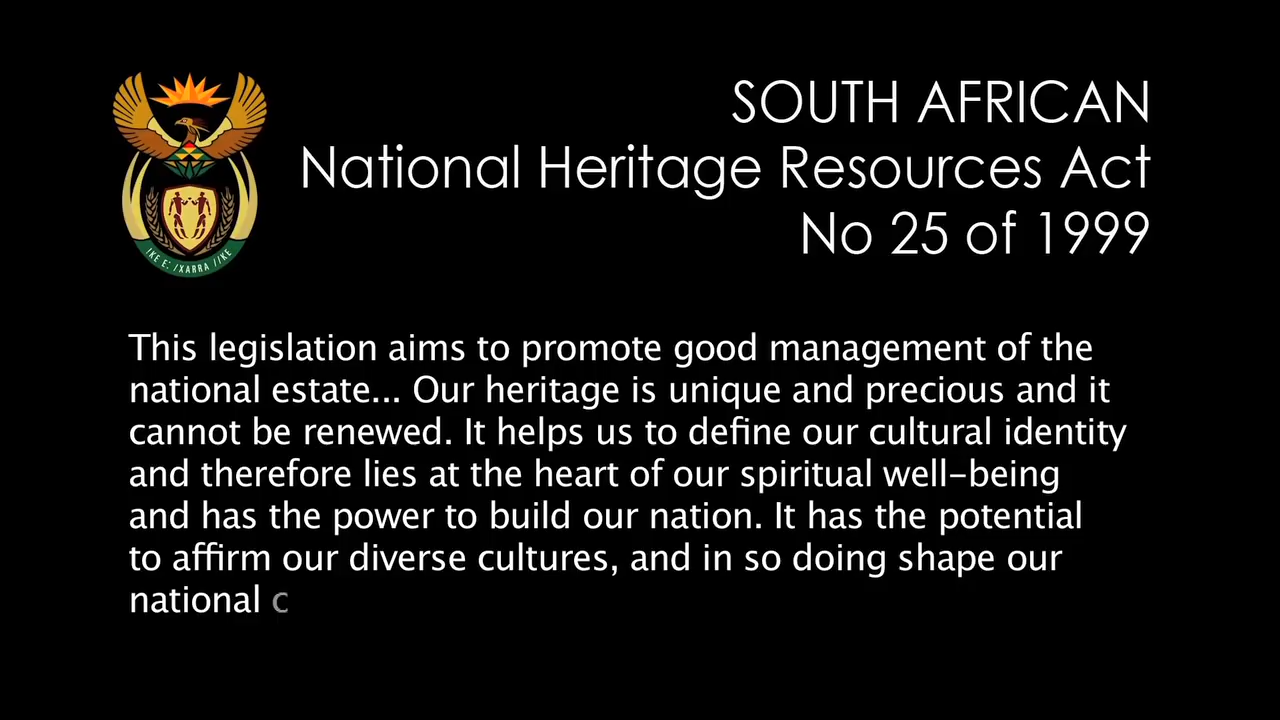 SOUTH AFRICAN
National Heritage Resources Act
No 25 of 1999
!KE E: /XARRA //KE
This legislation aims to promote good management of the
national estate... Our heritage is unique and precious and it
cannot be renewed. It helps us to define our cultural identity
and therefore lies at the heart of our spiritual well-being
and has the power to build our nation. It has the potential
to affirm our diverse cultures, and in so doing shape our
national c